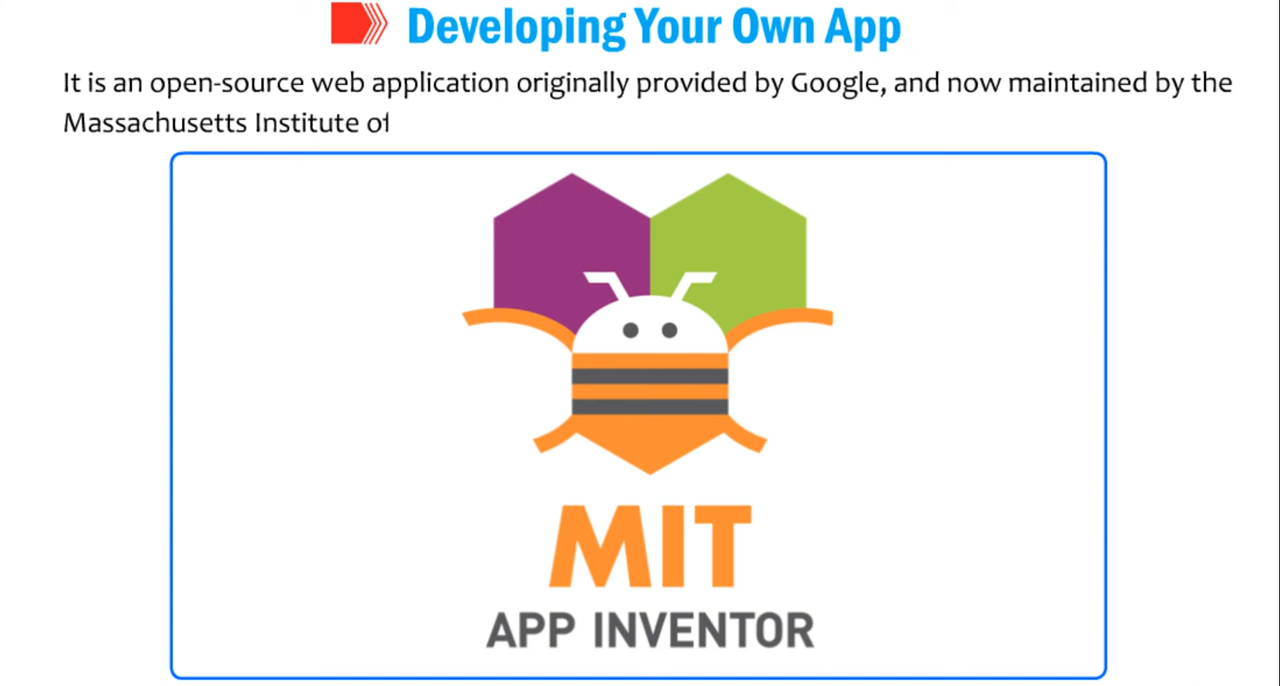 Developing Your Own App
It is an open-source web application originally provided by Google, and now maintained by the
Massachusetts Institute of
MIT
APP INVENTOR